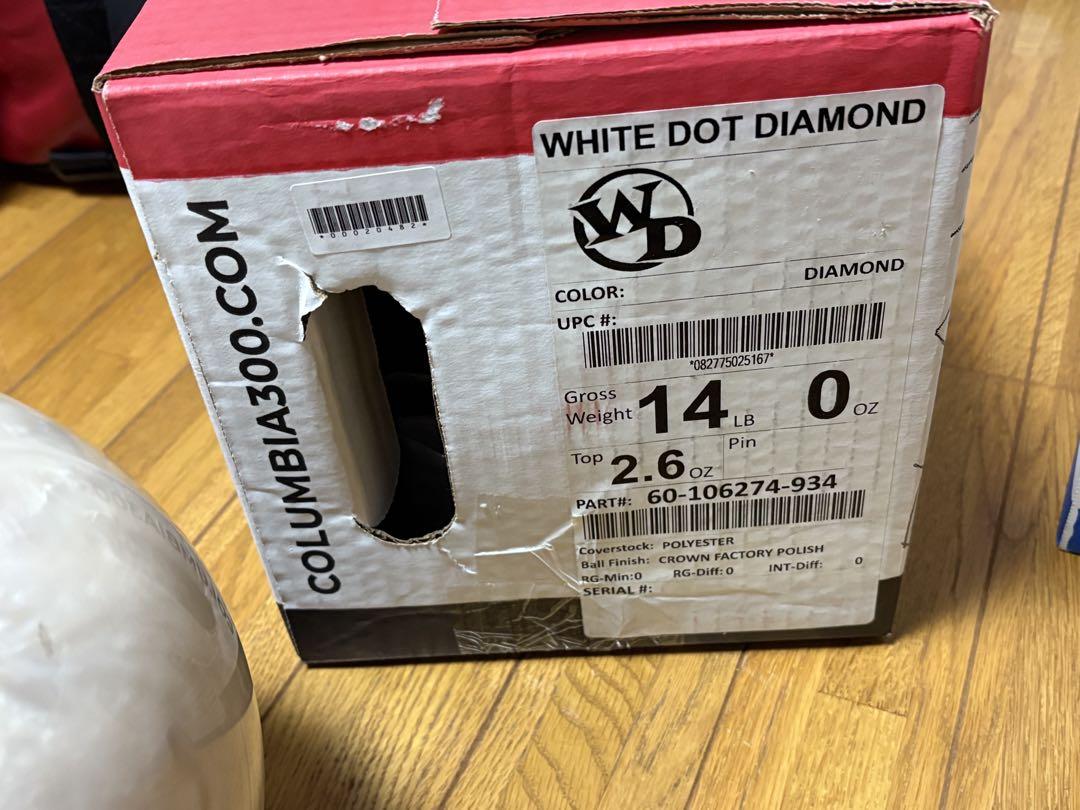 COLUMBIA300.COM
*00020482*
WHITE DOT DIAMOND
WD
COLOR: DIAMOND
UPC #:
*082775025167*
Gross Weight 14 LB 0 OZ
Top 2.6 OZ Pin
PART#: 60-106274-934
Coverstock: POLYESTER
Ball Finish: CROWN FACTORY POLISH
RG-Min:0 RG-Diff: 0 INT-Diff: 0
SERIAL #: